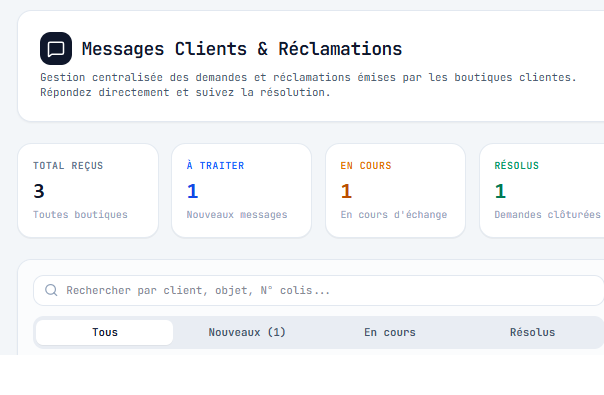 Messages Clients & Réclamations
Gestion centralisée des demandes et réclamations émises par les boutiques clientes.
Répondez directement et suivez la résolution.
TOTAL REÇUS
3
Toutes boutiques
À TRAITER
1
Nouveaux messages
EN COURS
1
En cours d'échange
RÉSOLUS
1
Demandes clôturées
Rechercher par client, objet, N° colis...
Tous
Nouveaux (1)
En cours
Résolus